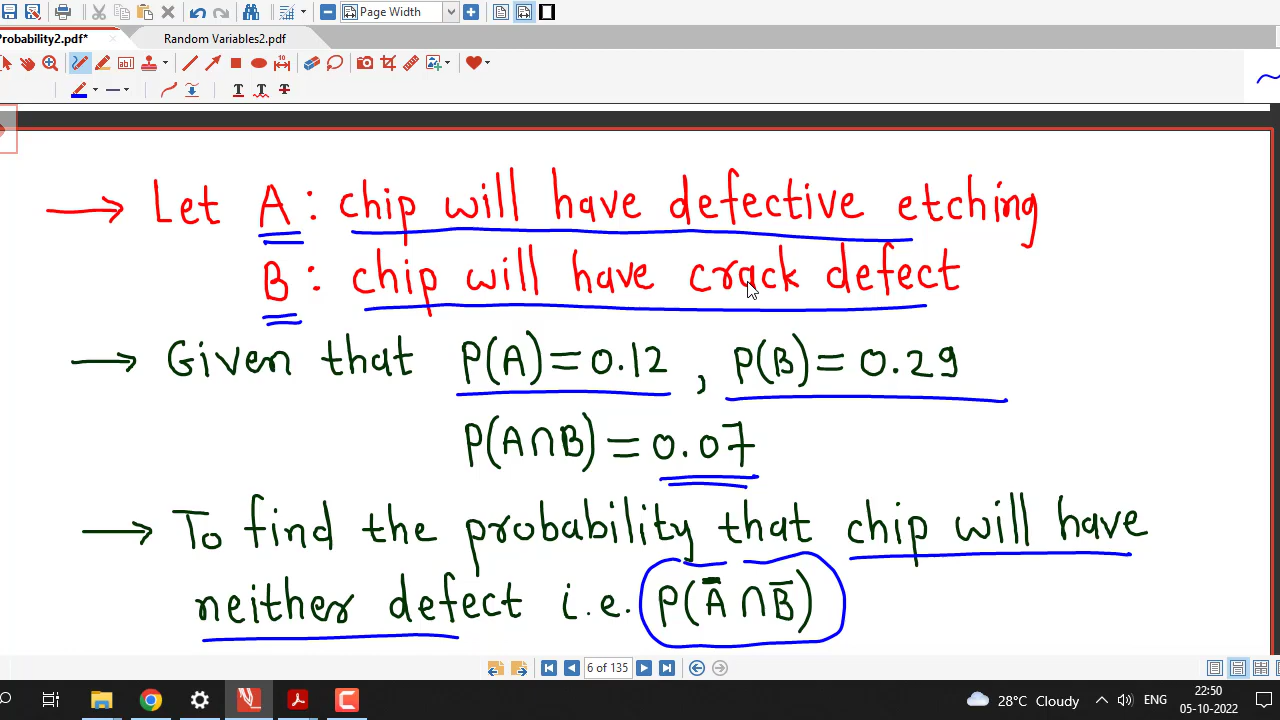 Page Width
Probability2.pdf*
Random Variables2.pdf
10
T T T
→ Let A : chip will have defective etching
B : chip will have crack defect
→ Given that P(A) = 0.12 , P(B) = 0.29
P(A∩B) = 0.07
→ To find the probability that chip will have
neither defect i.e. P(A̅ ∩ B̅)
6 of 135
28°C Cloudy
ENG
22:50
05-10-2022